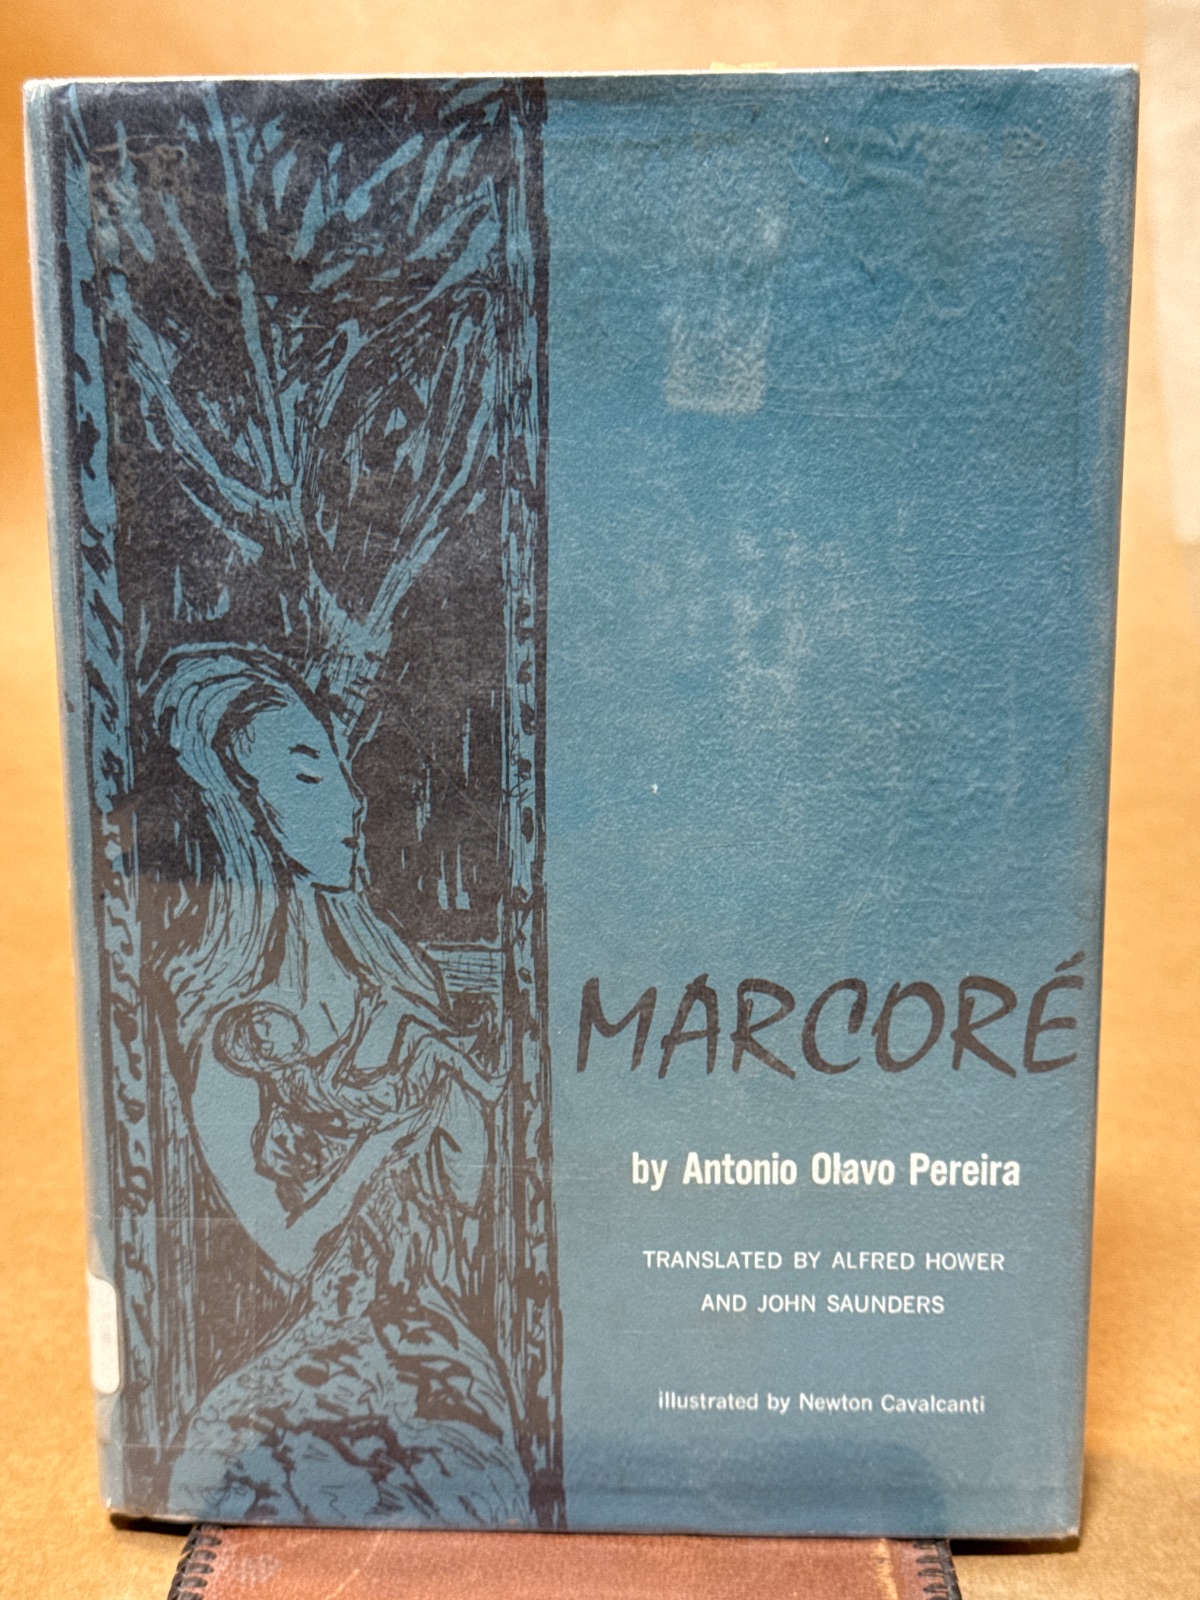 MARCORÉ
by Antonio Olavo Pereira
TRANSLATED BY ALFRED HOWER
AND JOHN SAUNDERS
illustrated by Newton Cavalcanti